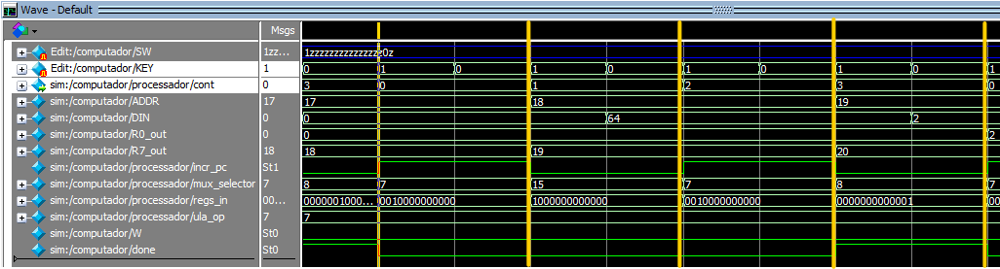 Wave - Default
Msgs
Edit:/computador/SW 1zz... 1zzzzzzzzzzzzzz0z
Edit:/computador/KEY 1 0 1 0 1 0 1 0 1 0 1
sim:/computador/processador/cont 0 3 0 1 2 3 0
sim:/computador/ADDR 17 17 18 19
sim:/computador/DIN 0 0 64 2
sim:/computador/R0_out 0 0 2
sim:/computador/R7_out 18 18 19 20
sim:/computador/processador/incr_pc St1
sim:/computador/processador/mux_selector 7 8 7 15 7 8 7
sim:/computador/processador/regs_in 00... 0000001000... 0010000000000 1000000000000 0010000000000 0000000000001 00
sim:/computador/processador/ula_op 7 7
sim:/computador/W St0
sim:/computador/done St0